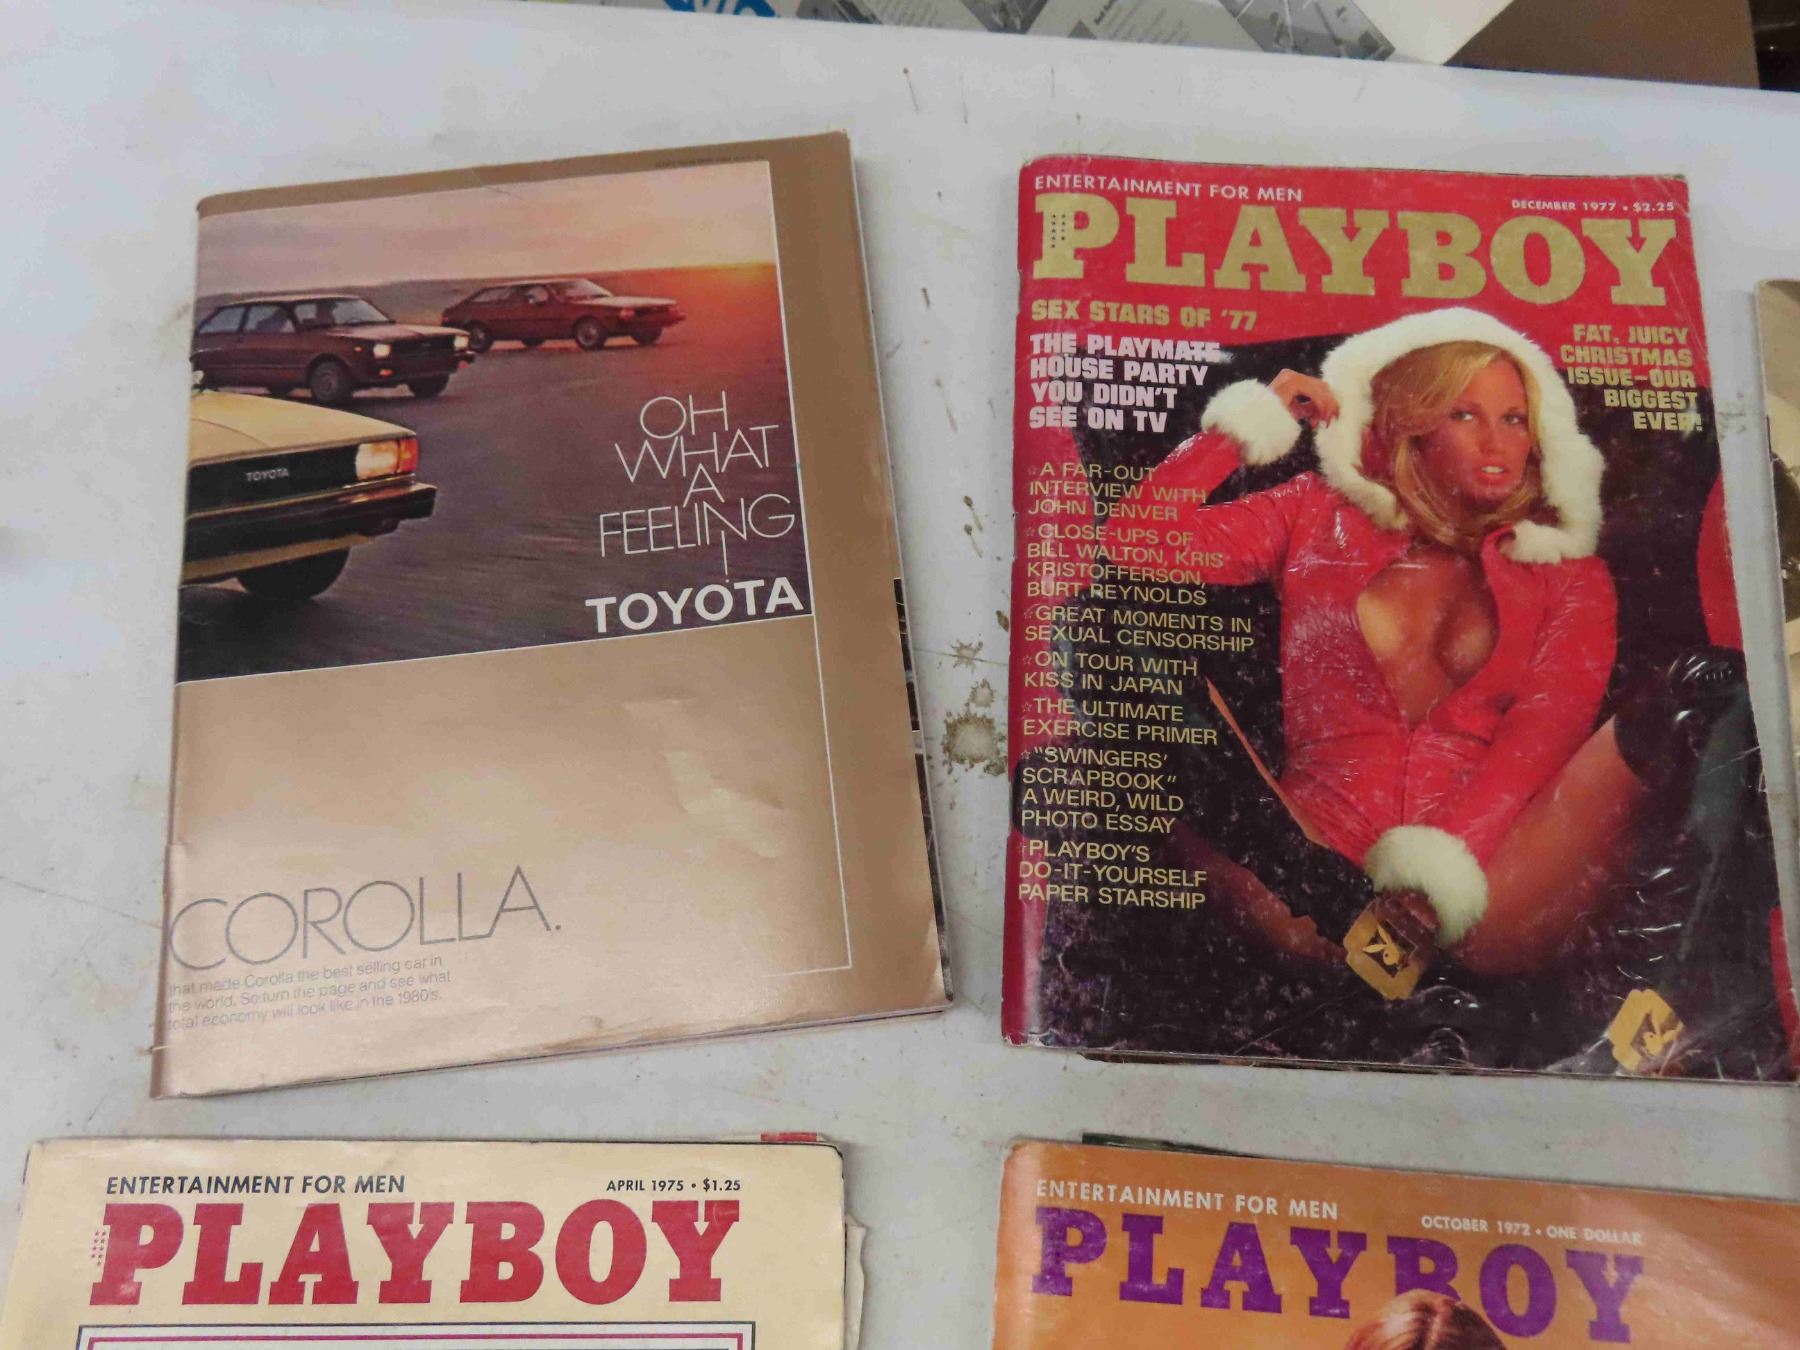 OH
WHAT
A
FEELING
!
TOYOTA
TOYOTA
COROLLA.
that made Corolla the best selling car in
the world. So turn the page and see what
total economy will look like in the 1980's.
ENTERTAINMENT FOR MEN
DECEMBER 1977 • $2.25
PLAYBOY
SEX STARS OF '77
THE PLAYMATE
HOUSE PARTY
YOU DIDN'T
SEE ON TV
FAT, JUICY
CHRISTMAS
ISSUE–OUR
BIGGEST
EVER!
☆A FAR-OUT
INTERVIEW WITH
JOHN DENVER
☆CLOSE-UPS OF
BILL WALTON, KRIS
KRISTOFFERSON,
BURT REYNOLDS
☆GREAT MOMENTS IN
SEXUAL CENSORSHIP
☆ON TOUR WITH
KISS IN JAPAN
☆THE ULTIMATE
EXERCISE PRIMER
☆"SWINGERS'
SCRAPBOOK"
A WEIRD, WILD
PHOTO ESSAY
☆PLAYBOY'S
DO-IT-YOURSELF
PAPER STARSHIP
ENTERTAINMENT FOR MEN
APRIL 1975 • $1.25
PLAYBOY
ENTERTAINMENT FOR MEN
OCTOBER 1972 • ONE DOLLAR
PLAYBOY